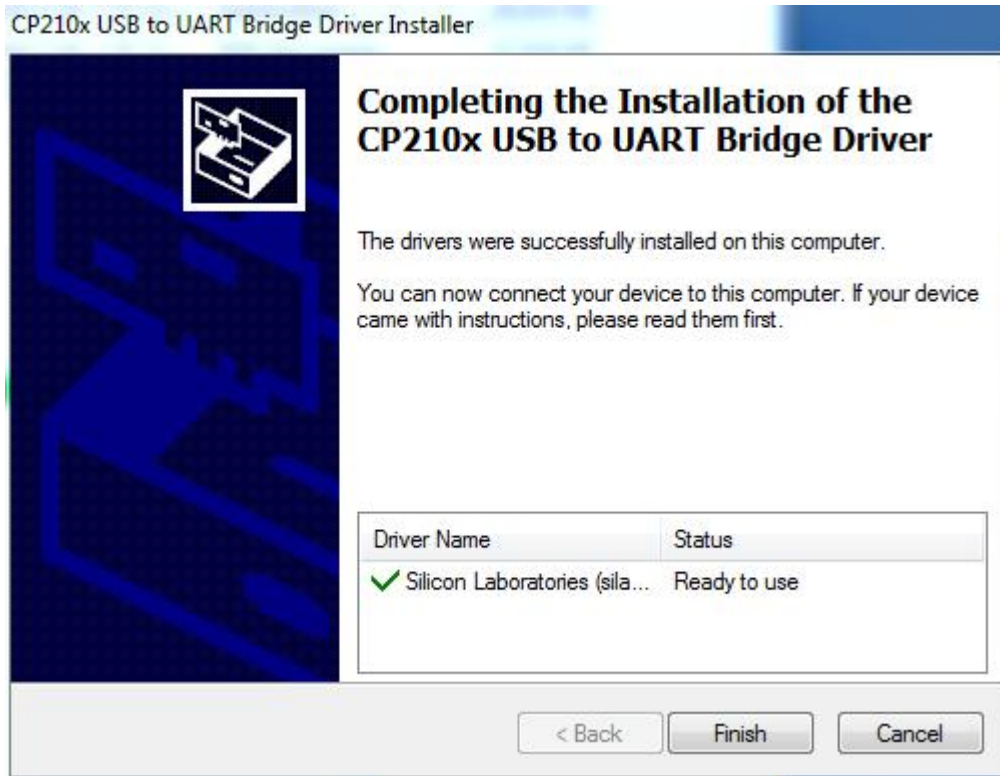 CP210x USB to UART Bridge Driver Installer
Completing the Installation of the
CP210x USB to UART Bridge Driver
The drivers were successfully installed on this computer.
You can now connect your device to this computer. If your device
came with instructions, please read them first.
Driver Name Status
Silicon Laboratories (sila... Ready to use
< Back Finish Cancel